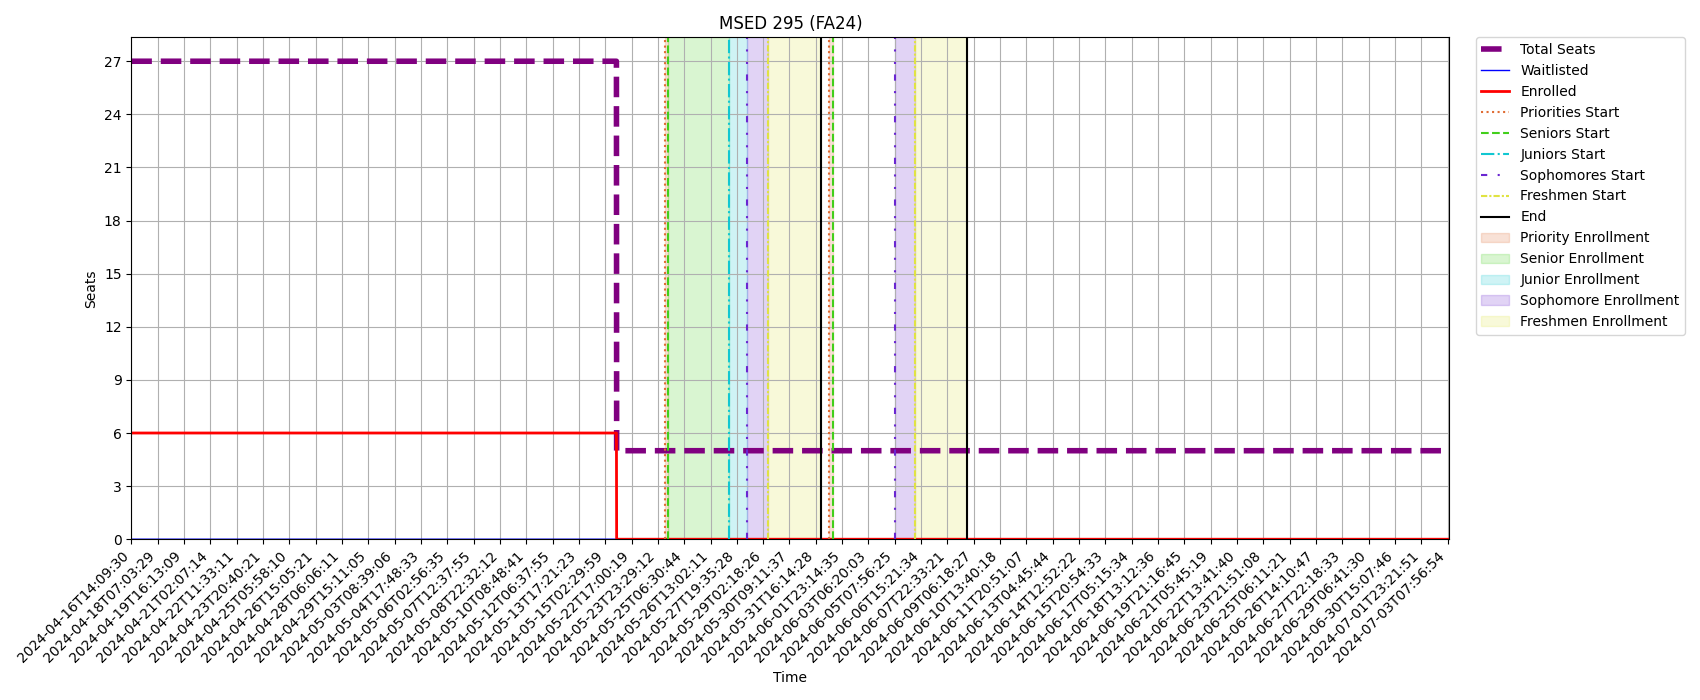 MSED 295 (FA24)
27
24
21
18
15
12
9
6
3
0
Seats
2024-04-16T14:09:30
2024-04-18T07:03:29
2024-04-19T16:13:09
2024-04-21T02:07:14
2024-04-22T11:33:11
2024-04-23T20:40:21
2024-04-25T05:58:10
2024-04-26T15:05:21
2024-04-28T06:06:11
2024-04-29T15:11:05
2024-05-03T08:39:06
2024-05-04T17:48:33
2024-05-06T02:56:35
2024-05-07T12:37:55
2024-05-08T22:32:12
2024-05-10T08:48:41
2024-05-12T06:37:55
2024-05-13T17:21:23
2024-05-15T02:29:59
2024-05-22T17:00:19
2024-05-23T23:29:12
2024-05-25T06:30:44
2024-05-26T13:02:11
2024-05-27T19:35:28
2024-05-29T02:18:26
2024-05-30T09:11:37
2024-05-31T16:14:28
2024-06-01T23:14:35
2024-06-03T06:20:03
2024-06-05T07:56:25
2024-06-06T15:21:34
2024-06-07T22:33:21
2024-06-09T06:18:27
2024-06-10T13:40:18
2024-06-11T20:51:07
2024-06-13T04:45:44
2024-06-14T12:52:22
2024-06-15T20:54:33
2024-06-17T05:15:34
2024-06-18T13:12:36
2024-06-19T21:16:45
2024-06-21T05:45:19
2024-06-22T13:41:40
2024-06-23T21:51:08
2024-06-25T06:11:21
2024-06-26T14:10:47
2024-06-27T22:18:33
2024-06-29T06:41:30
2024-06-30T15:07:46
2024-07-01T23:21:51
2024-07-03T07:56:54
Time
Total Seats
Waitlisted
Enrolled
Priorities Start
Seniors Start
Juniors Start
Sophomores Start
Freshmen Start
End
Priority Enrollment
Senior Enrollment
Junior Enrollment
Sophomore Enrollment
Freshmen Enrollment